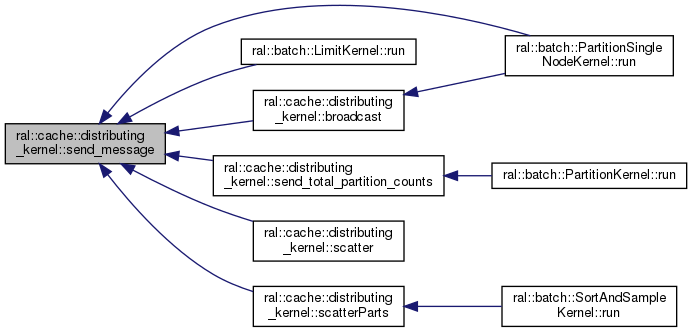 ral::batch::PartitionSingle
NodeKernel::run
ral::batch::LimitKernel::run
ral::cache::distributing
_kernel::broadcast
ral::cache::distributing
_kernel::send_message
ral::cache::distributing
_kernel::send_total_partition_counts
ral::batch::PartitionKernel::run
ral::cache::distributing
_kernel::scatter
ral::cache::distributing
_kernel::scatterParts
ral::batch::SortAndSample
Kernel::run